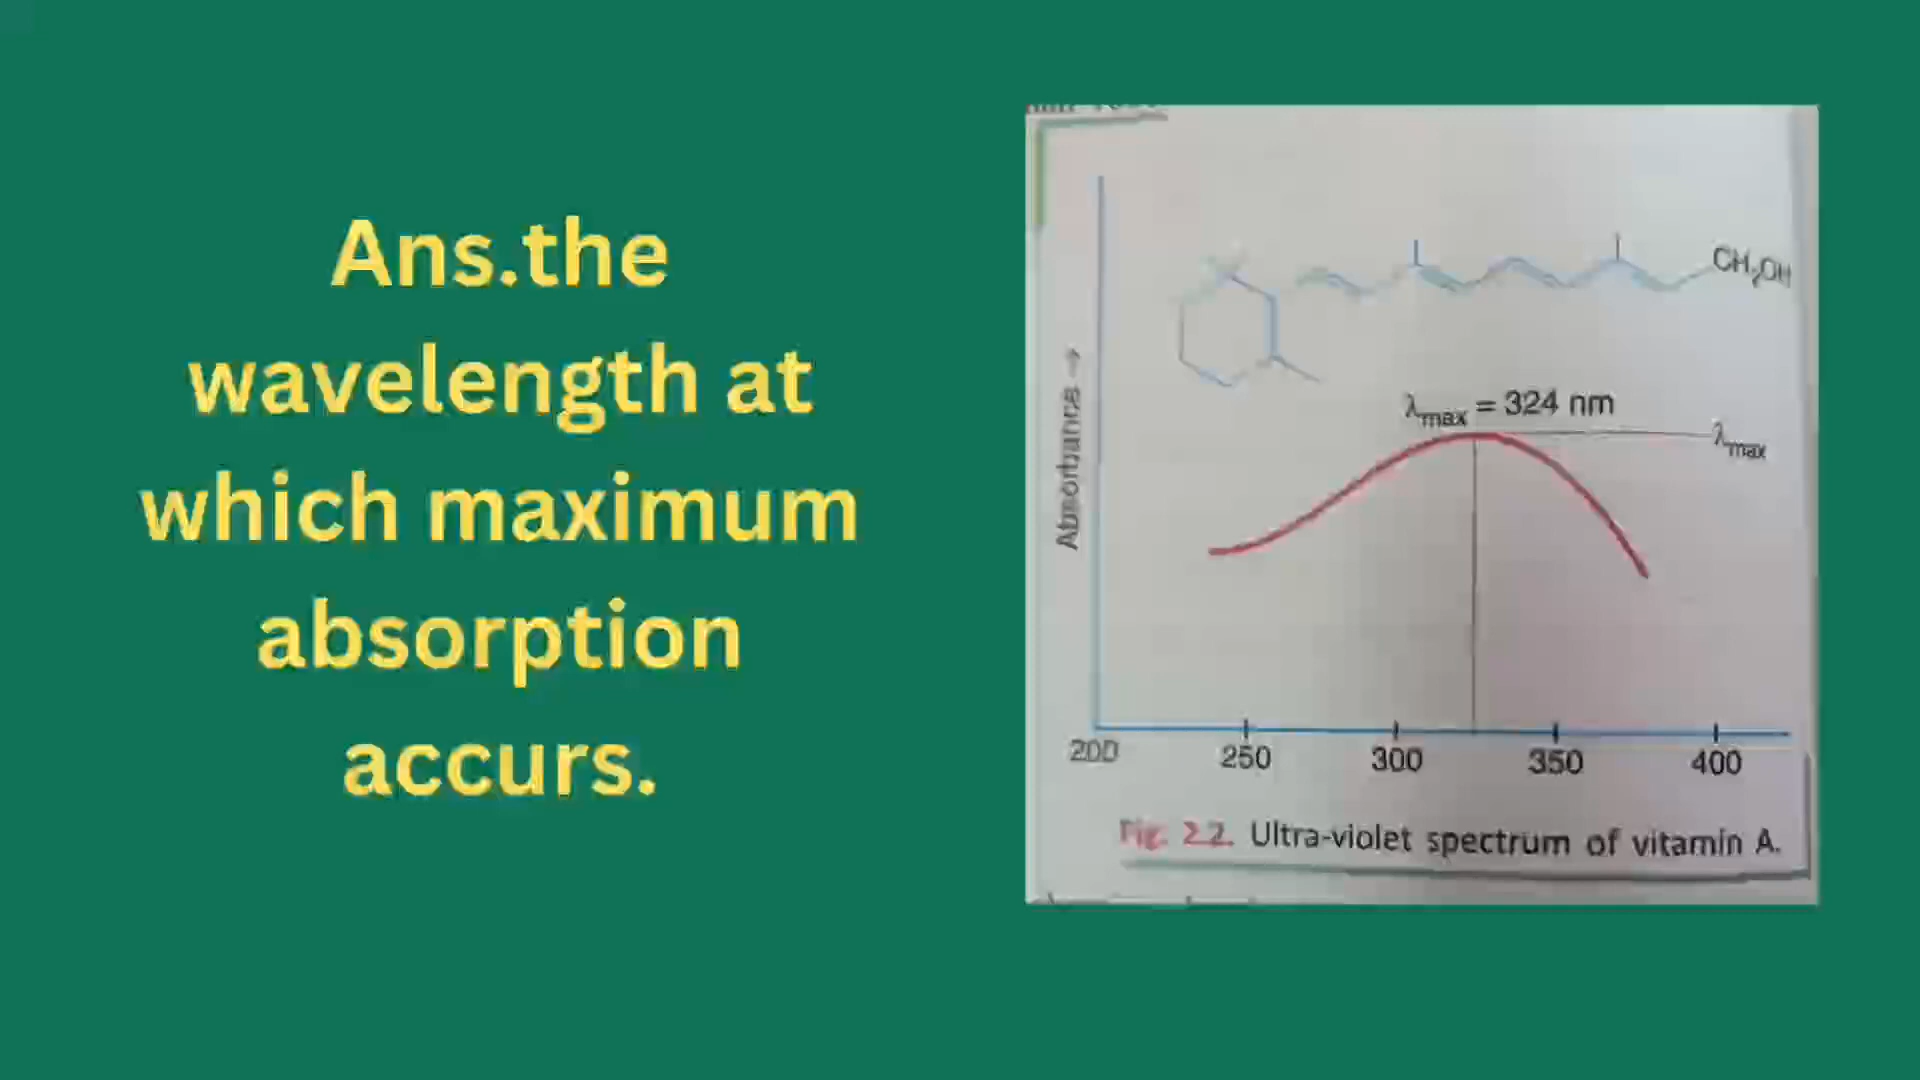 Ans.the
wavelength at
which maximum
absorption
accurs.
CH₂OH
λmax = 324 nm
λmax
Absorbance →
200 250 300 350 400
Fig. 2.2. Ultra-violet spectrum of vitamin A.